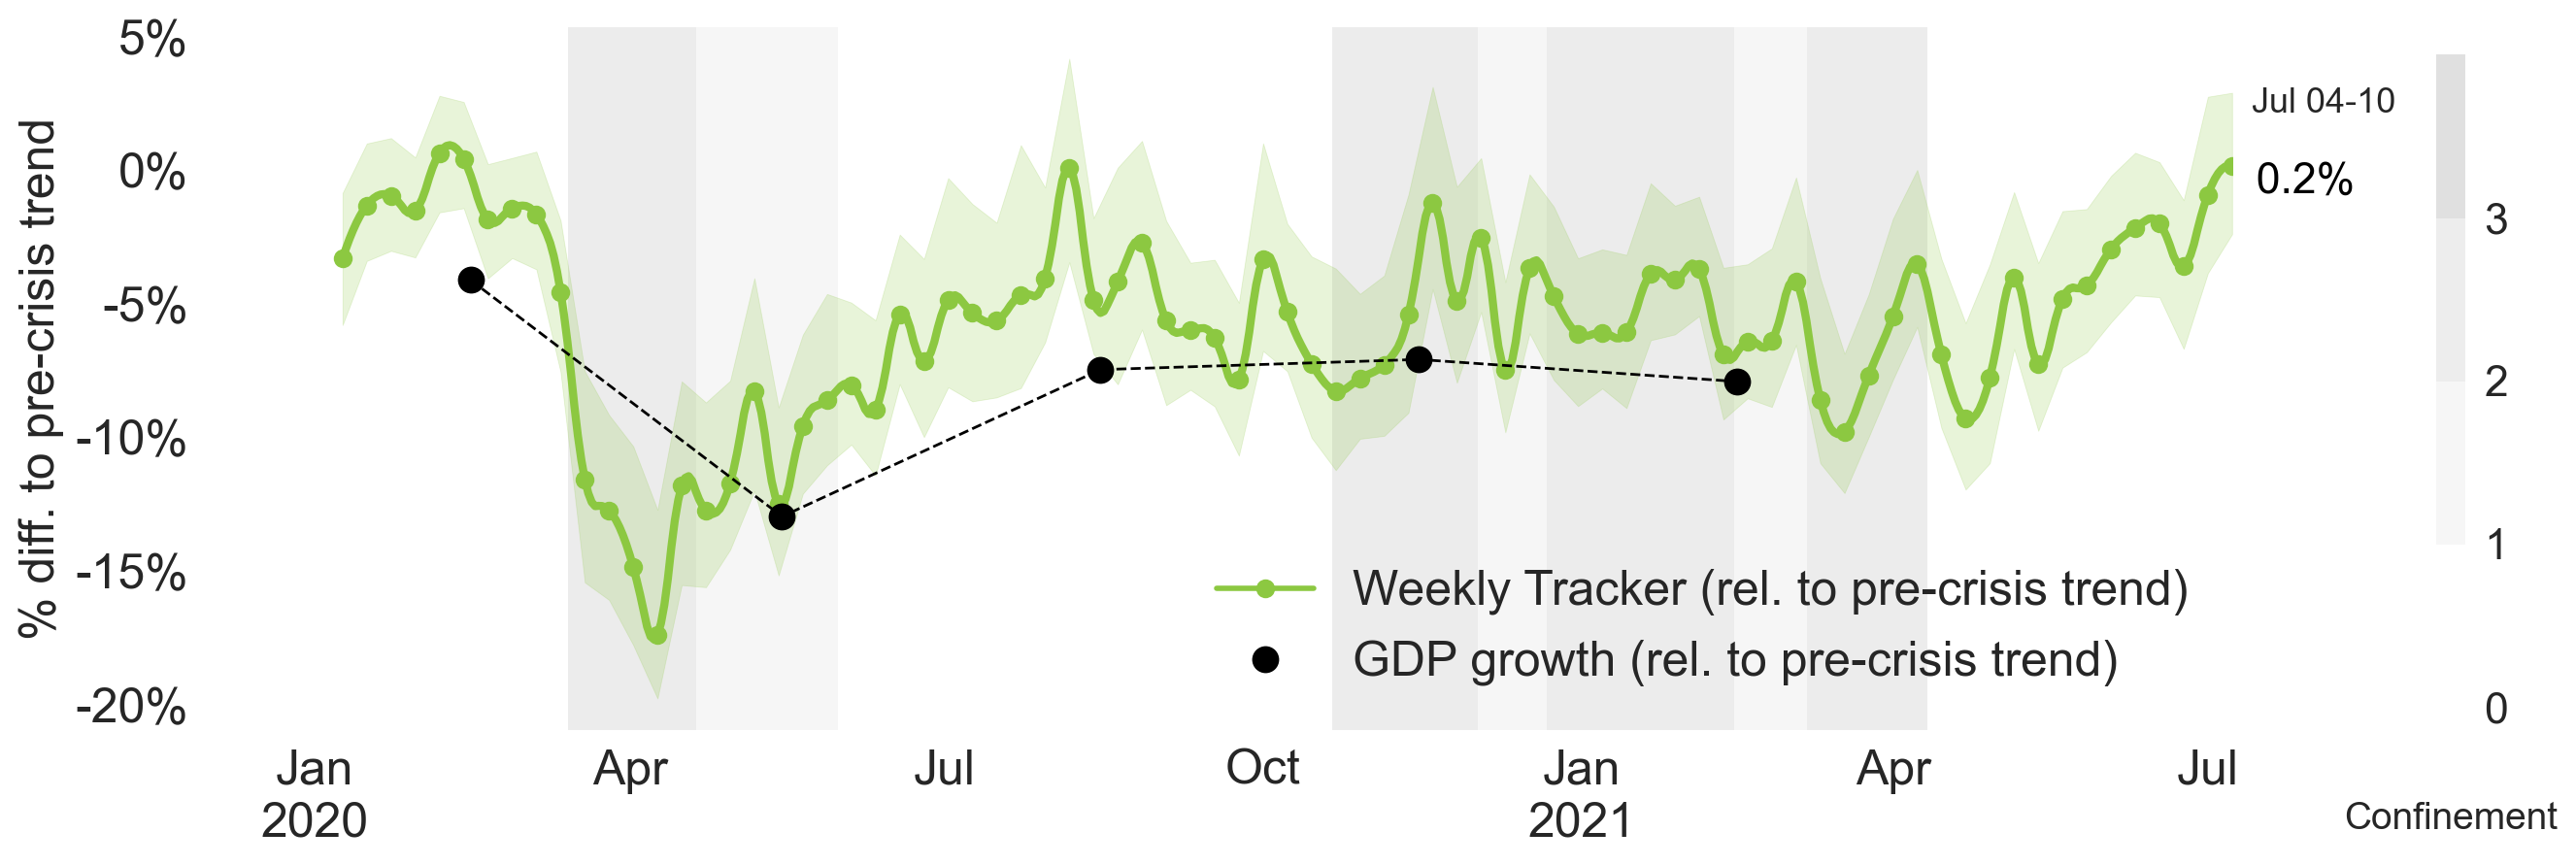 % diff. to pre-crisis trend
5%
0%
-5%
-10%
-15%
-20%
Jul 04-10
0.2%
3
2
1
0
Weekly Tracker (rel. to pre-crisis trend)
GDP growth (rel. to pre-crisis trend)
Jan Apr Jul Oct Jan Apr Jul
2020 2021
Confinement